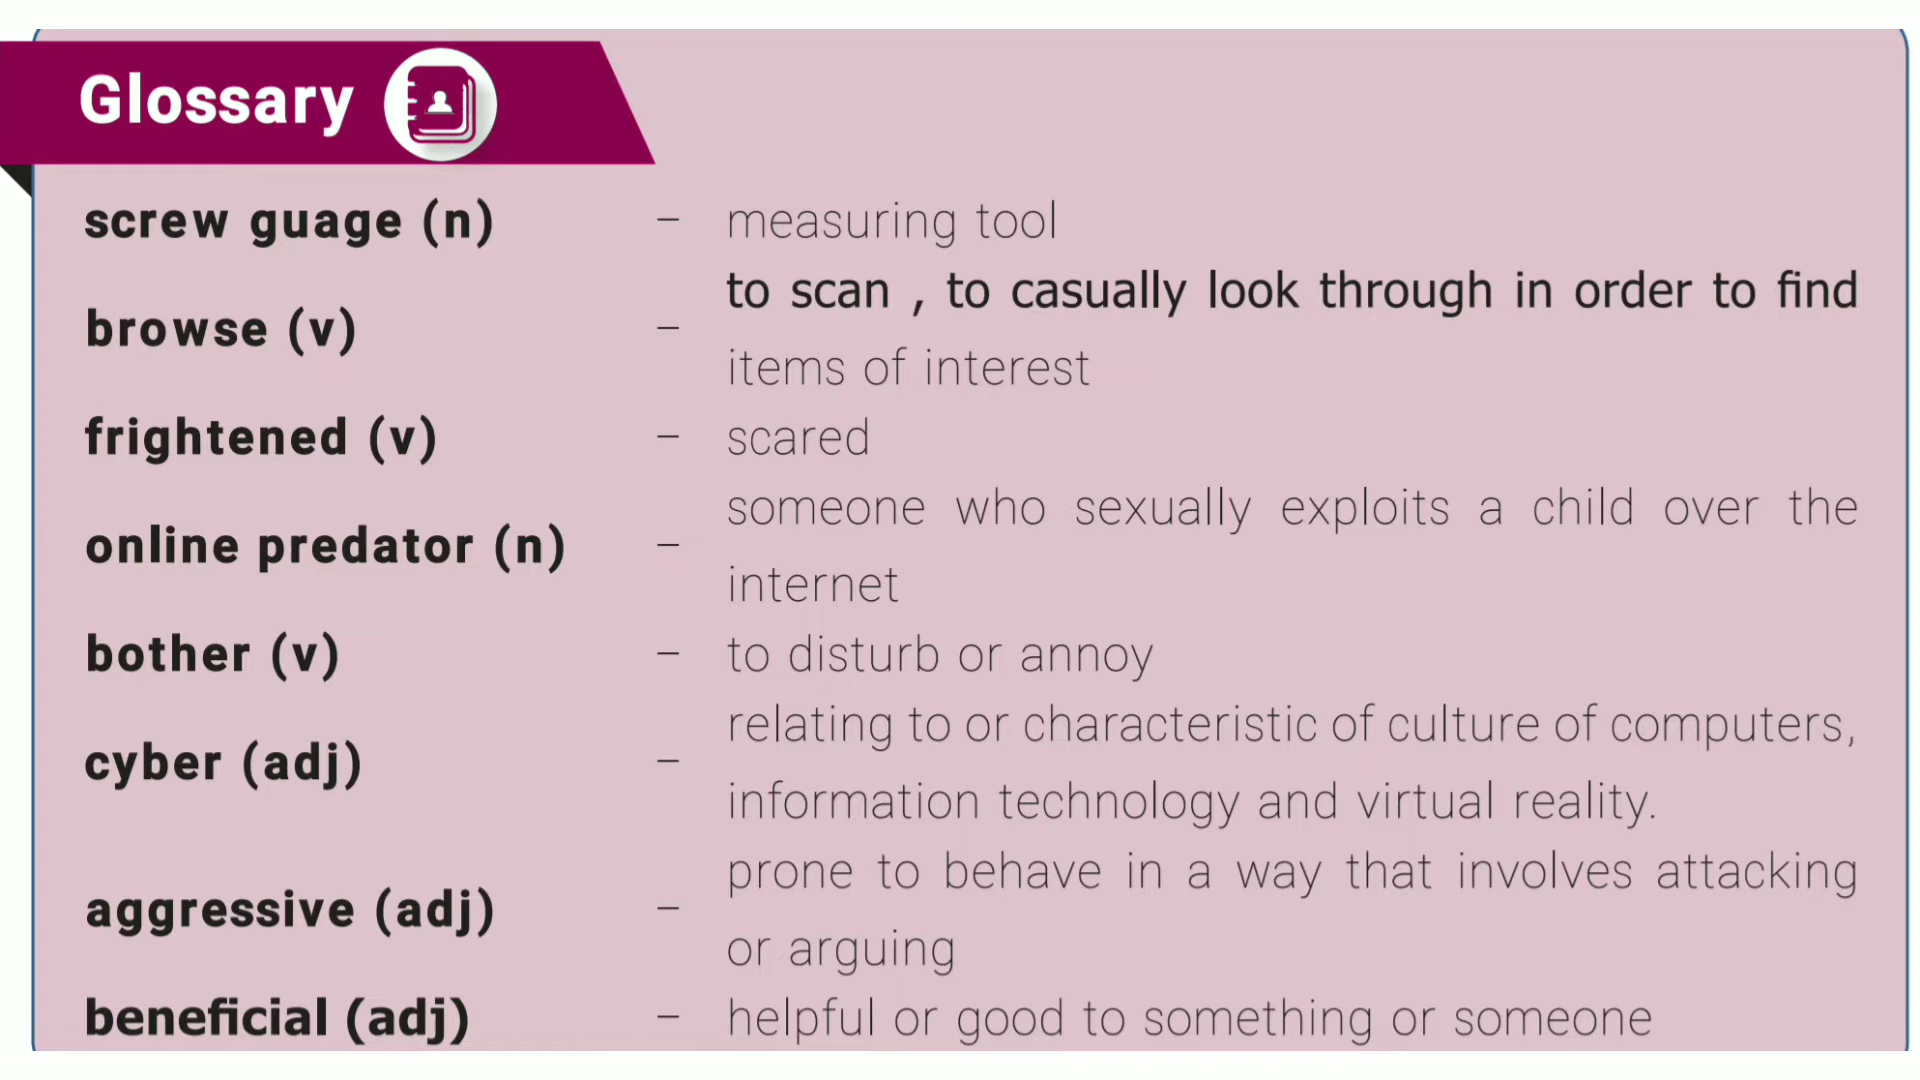 Glossary
screw guage (n) – measuring tool
browse (v) – to scan , to casually look through in order to find
items of interest
frightened (v) – scared
online predator (n) – someone who sexually exploits a child over the
internet
bother (v) – to disturb or annoy
cyber (adj) – relating to or characteristic of culture of computers,
information technology and virtual reality.
aggressive (adj) – prone to behave in a way that involves attacking
or arguing
beneficial (adj) – helpful or good to something or someone